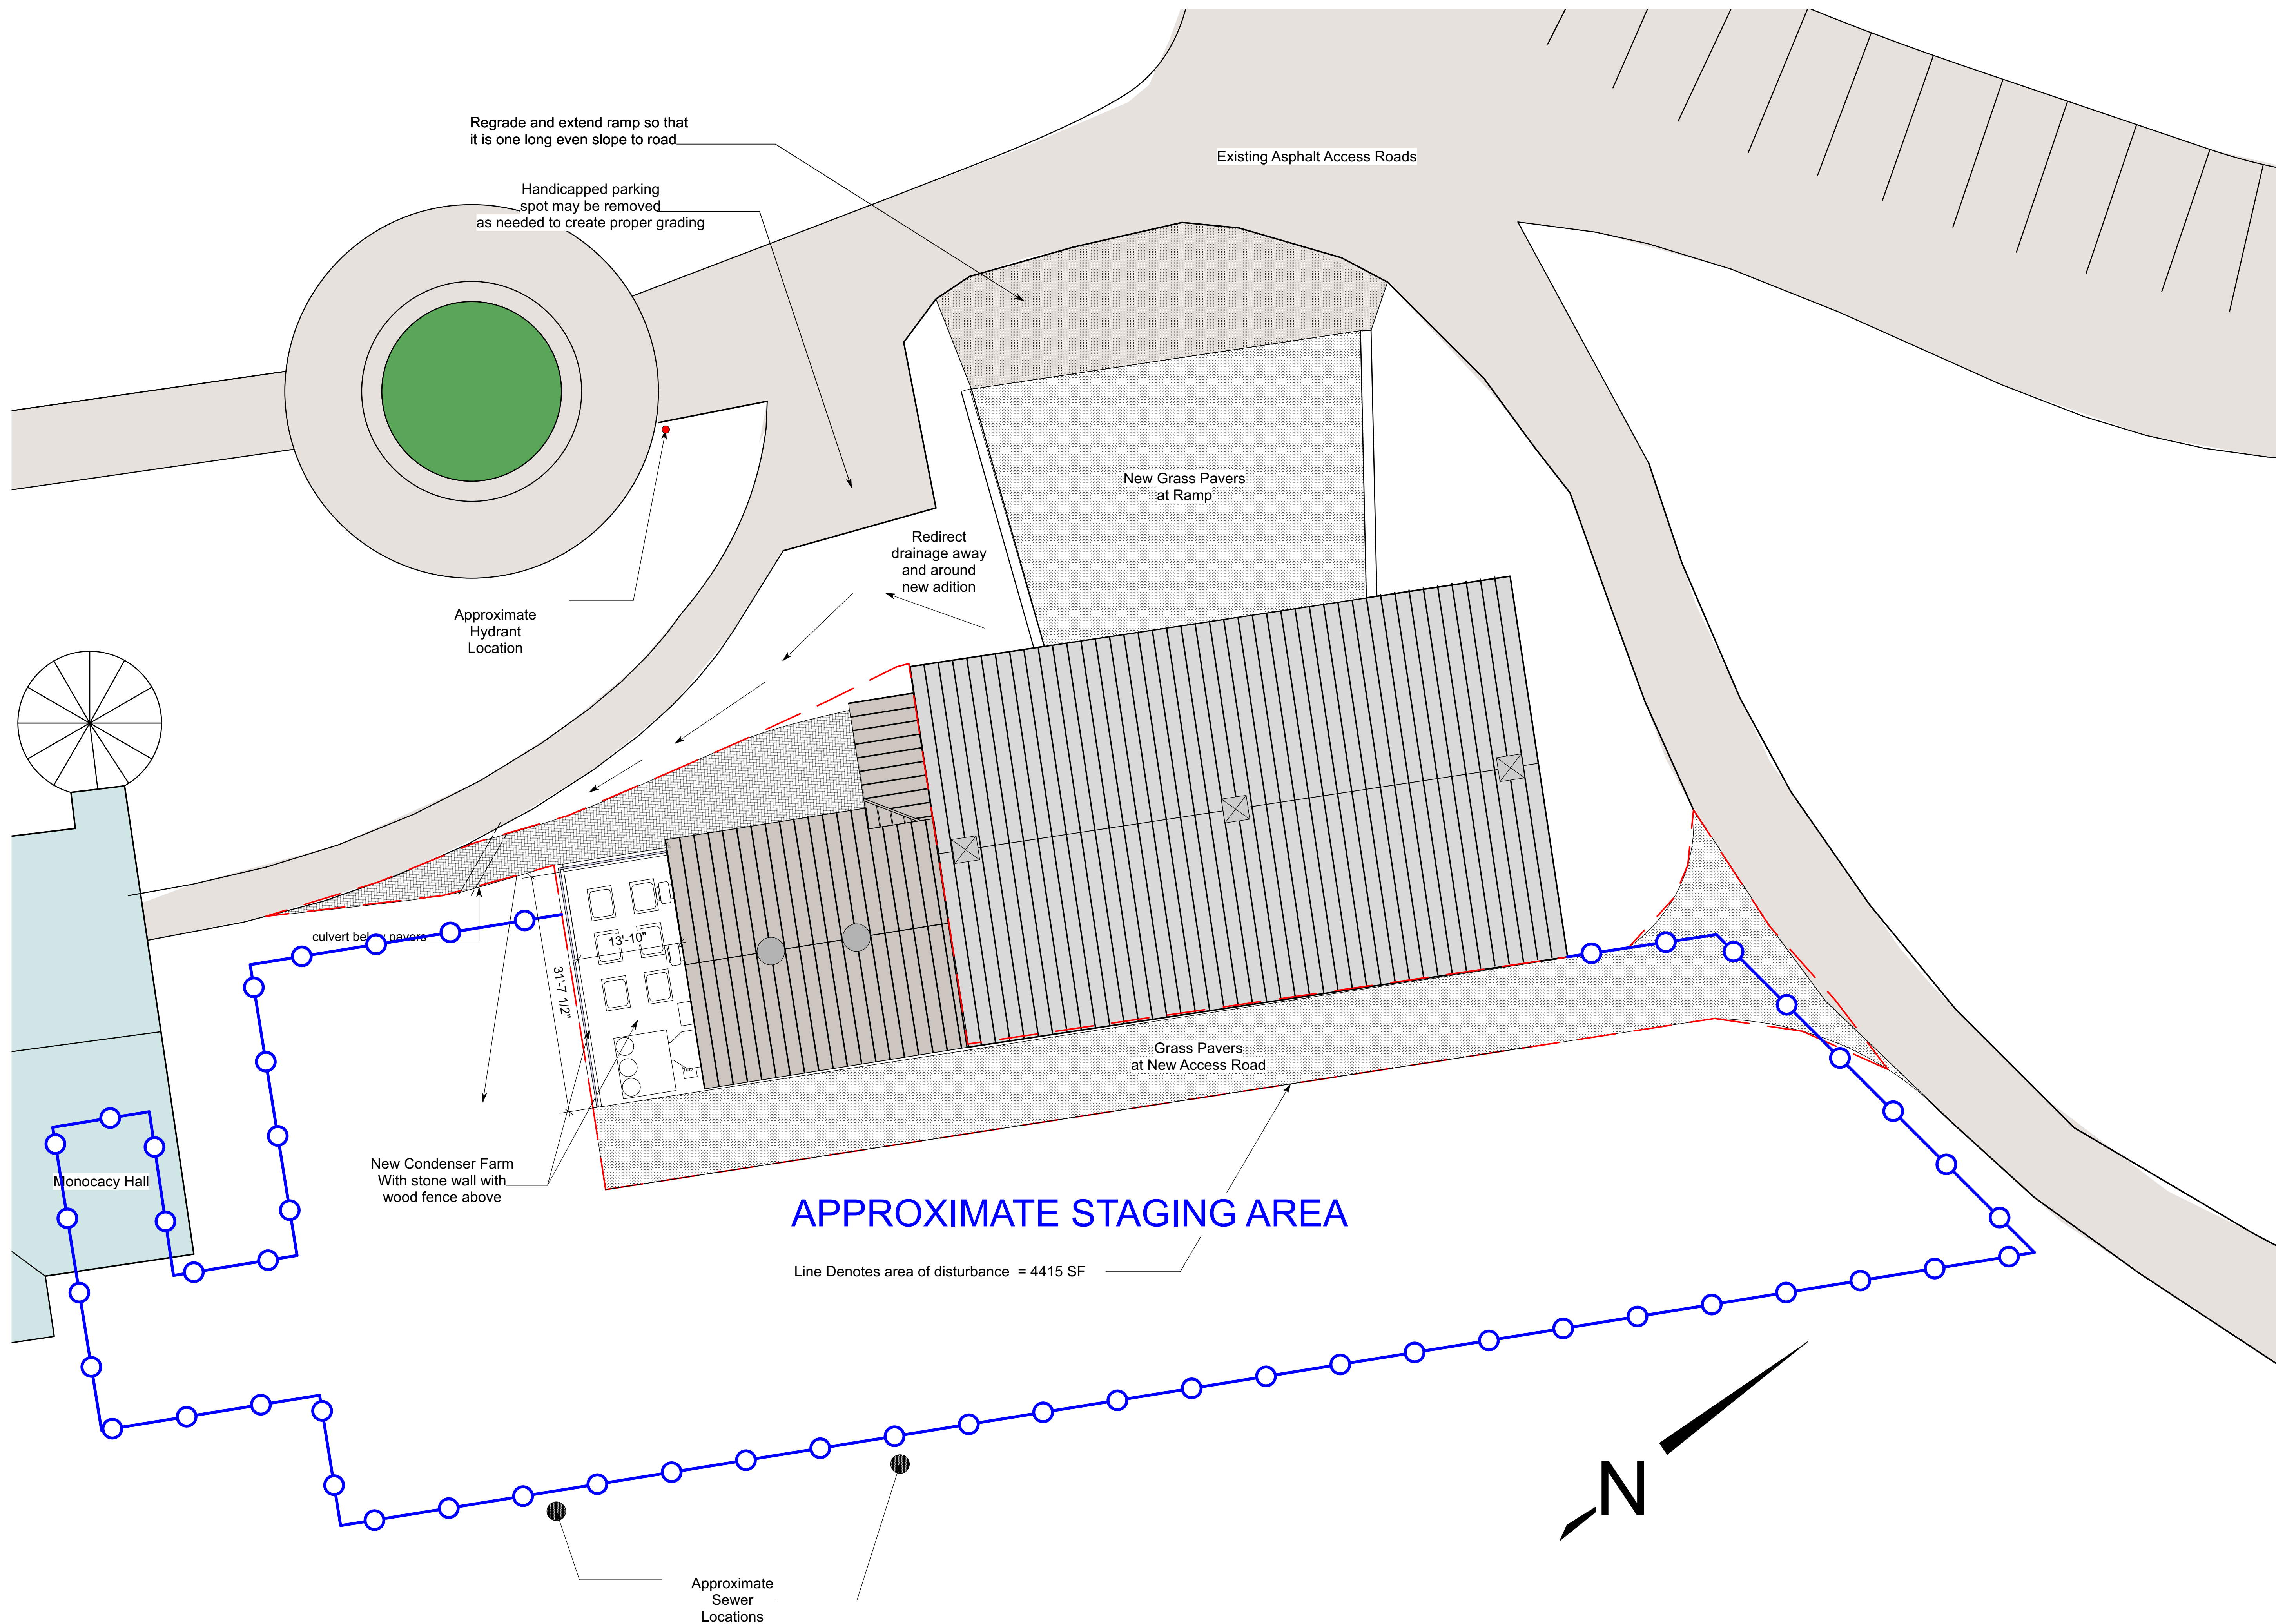 Regrade and extend ramp so that
it is one long even slope to road
Existing Asphalt Access Roads
Handicapped parking
spot may be removed
as needed to create proper grading
New Grass Pavers
at Ramp
Redirect
drainage away
and around
new adition
Approximate
Hydrant
Location
culvert below pavers
13'-10"
31'-7 1/2"
Grass Pavers
at New Access Road
New Condenser Farm
With stone wall with
wood fence above
Monocacy Hall
APPROXIMATE STAGING AREA
Line Denotes area of disturbance = 4415 SF
N
Approximate
Sewer
Locations